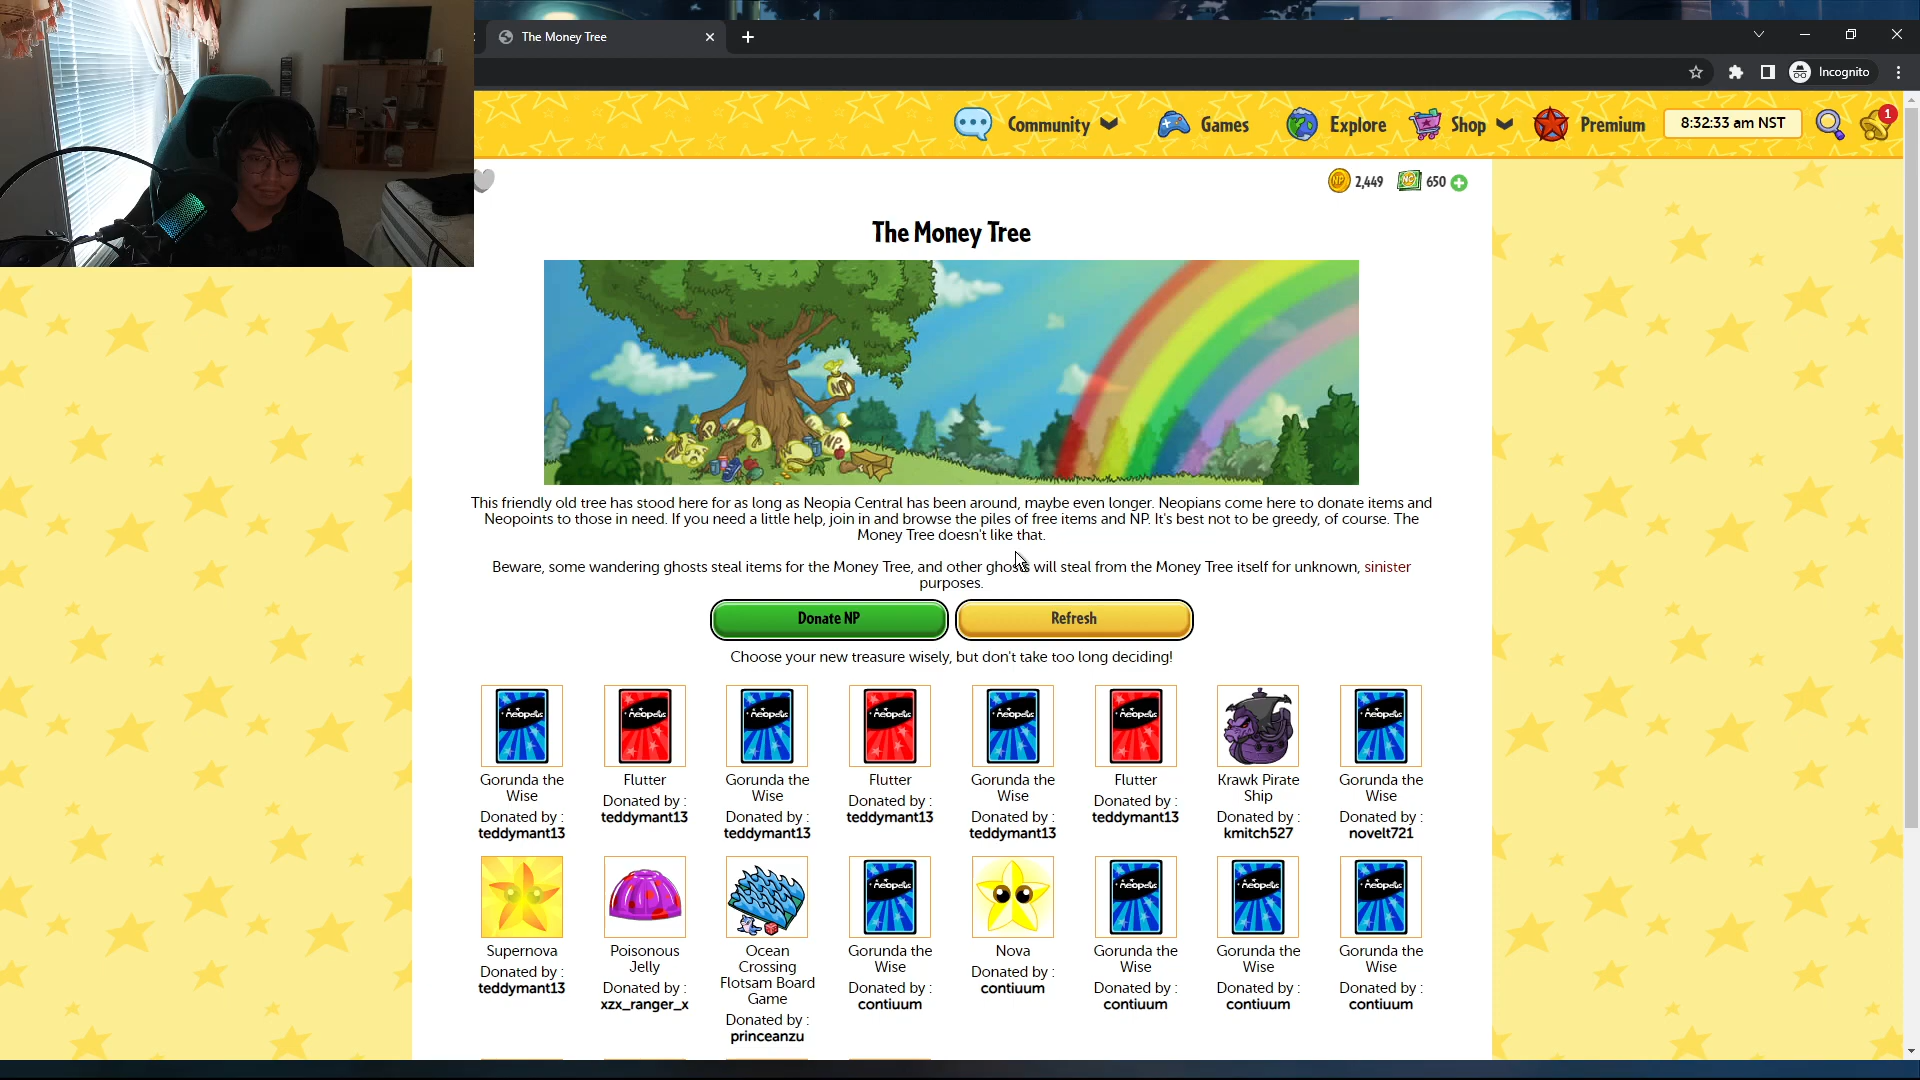 The Money Tree
Incognito
Community
Games
Explore
Shop
Premium
8:32:33 am NST
1
2,449
650
The Money Tree
This friendly old tree has stood here for as long as Neopia Central has been around, maybe even longer. Neopians come here to donate items and
Neopoints to those in need. If you need a little help, join in and browse the piles of free items and NP. It's best not to be greedy, of course. The
Money Tree doesn't like that.
Beware, some wandering ghosts steal items for the Money Tree, and other ghosts will steal from the Money Tree itself for unknown, sinister
purposes.
Donate NP
Refresh
Choose your new treasure wisely, but don't take too long deciding!
Gorunda the
Wise
Donated by :
teddymant13
Flutter
Donated by :
teddymant13
Gorunda the
Wise
Donated by :
teddymant13
Flutter
Donated by :
teddymant13
Gorunda the
Wise
Donated by :
teddymant13
Flutter
Donated by :
teddymant13
Krawk Pirate
Ship
Donated by :
kmitch527
Gorunda the
Wise
Donated by :
novelt721
Supernova
Donated by :
teddymant13
Poisonous
Jelly
Donated by :
xzx_ranger_x
Ocean
Crossing
Flotsam Board
Game
Donated by :
princeanzu
Gorunda the
Wise
Donated by :
contiuum
Nova
Donated by :
contiuum
Gorunda the
Wise
Donated by :
contiuum
Gorunda the
Wise
Donated by :
contiuum
Gorunda the
Wise
Donated by :
contiuum